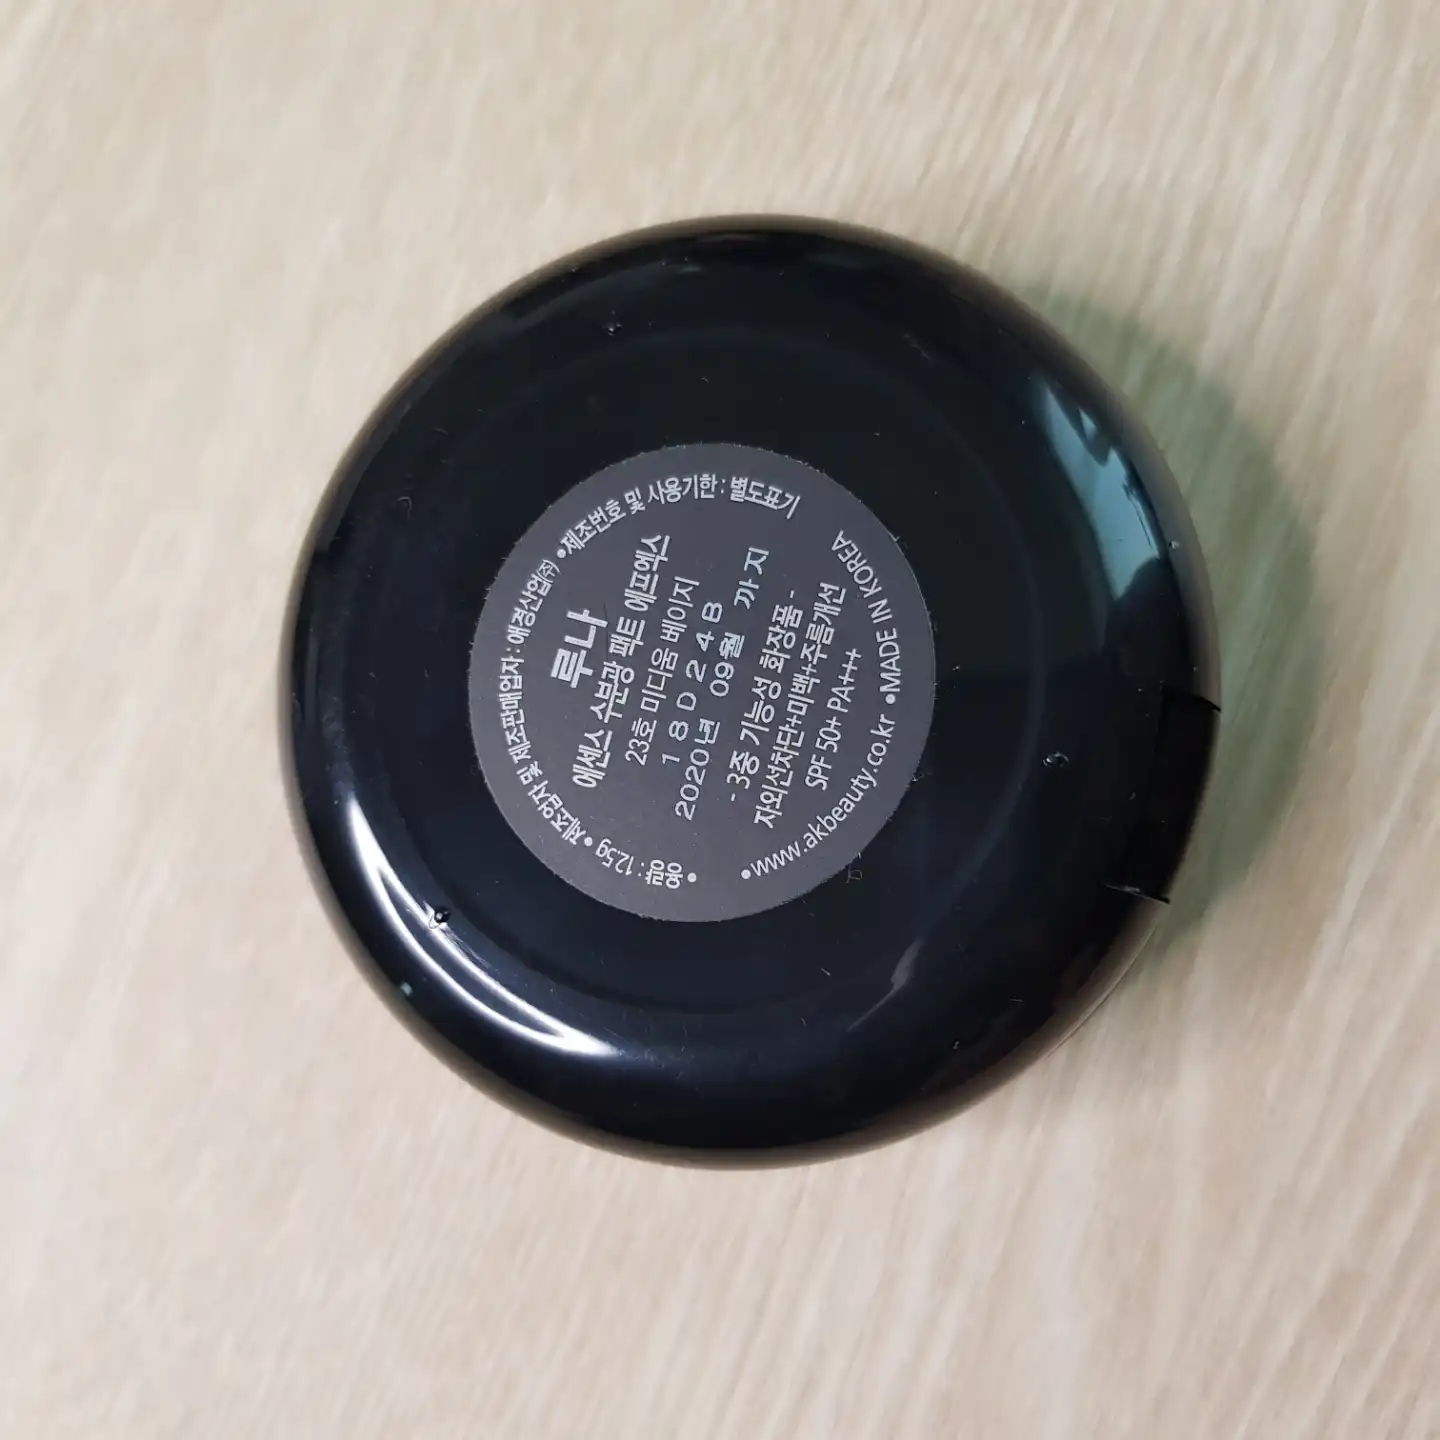 루나
에센스 수분광 팩트 에프엑스
23호 미디움 베이지
18D24B
2020년 09월 까지
- 3중 기능성 화장품 -
자외선차단+미백+주름개선
SPF 50+ PA+++
•용량 : 12.5g •제조업자 및 제조판매업자 : 애경산업㈜ •제조번호 및 사용기한 : 별도표기
•www.akbeauty.co.kr •MADE IN KOREA